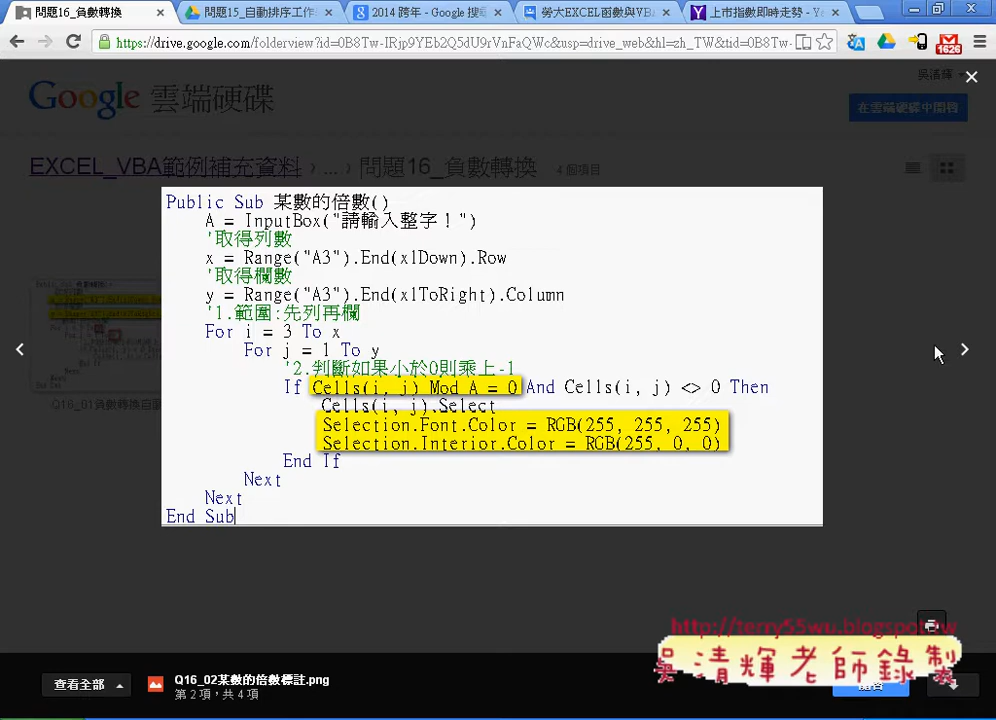 問題16_負數轉換
問題15_自動排序工作
2014 跨年 - Google 搜尋
勞大EXCEL函數與VBA
上市指數即時走勢 - Ya
https://drive.google.com/folderview?id=0B8Tw-IRjp9YEb2Q5dU9rVnFaQWc&usp=drive_web&hl=zh_TW&tid=0B8Tw-
1626
吳清輝
Google 雲端硬碟
在雲端硬碟中開啟
EXCEL_VBA範例補充資料 › ... › 問題16_負數轉換 4 個項目
Public Sub 某數的倍數()
A = InputBox("請輸入整字！")
'取得列數
x = Range("A3").End(xlDown).Row
'取得欄數
y = Range("A3").End(xlToRight).Column
'1.範圍:先列再欄
For i = 3 To x
For j = 1 To y
'2.判斷如果小於0則乘上-1
If Cells(i, j) Mod A = 0 And Cells(i, j) <> 0 Then
Cells(i, j).Select
Selection.Font.Color = RGB(255, 255, 255)
Selection.Interior.Color = RGB(255, 0, 0)
End If
Next
Next
End Sub
Q16_01負數轉換自動
http://terry55wu.blogspot.tw
吳清輝老師錄製
查看全部
Q16_02某數的倍數標註.png
第 2 項，共 4 項